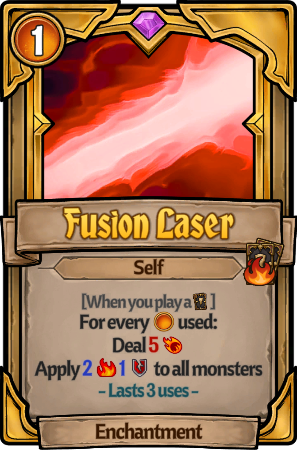 1
Fusion Laser
Self
[When you play a ]
For every used:
Deal 5
Apply 2 1 to all monsters
- Lasts 3 uses -
Enchantment